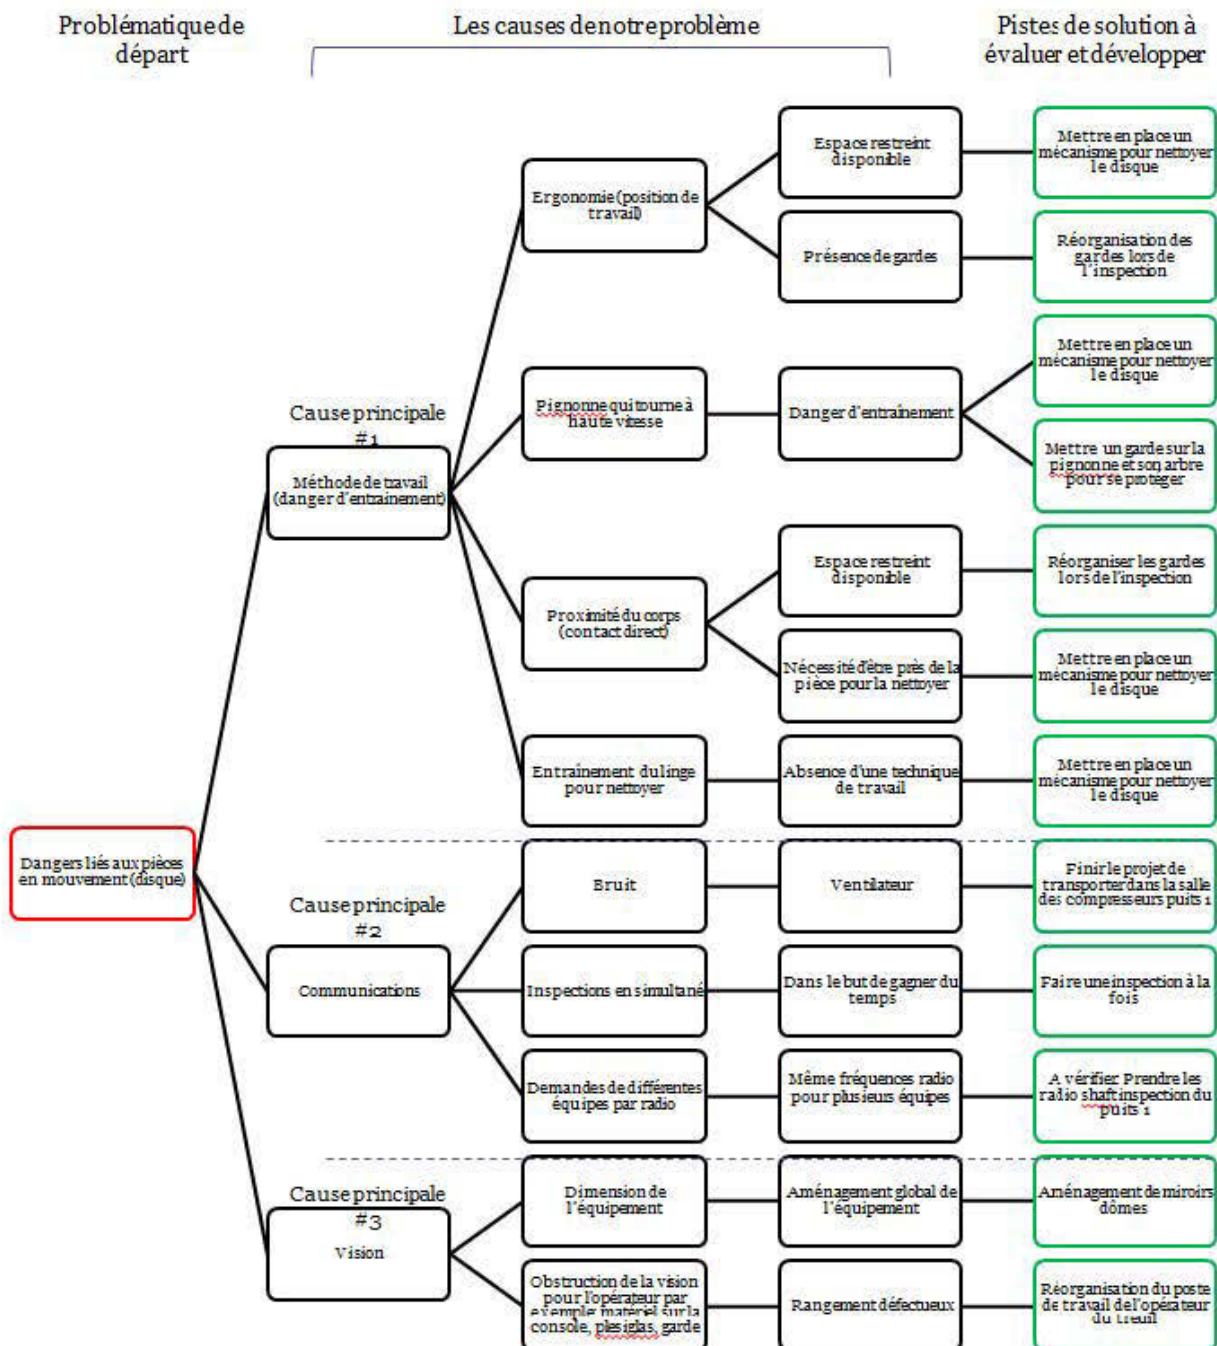 Problématique de
départ
Les causes de notre problème
Pistes de solution à
évaluer et développer
Dangers liés aux pièces
en mouvement (disque)
Cause principale
#1
Méthode de travail
(danger d'entraînement)
Ergonomie (position de
travail)
Espace restreint
disponible
Mettre en place un
mécanisme pour nettoyer
le disque
Présence de gardes
Réorganisation des
gardes lors de
l'inspection
Pignonne qui tourne à
haute vitesse
Danger d'entraînement
Mettre en place un
mécanisme pour nettoyer
le disque
Mettre un garde sur la
pignonne et son arbre
pour se protéger
Proximité du corps
(contact direct)
Espace restreint
disponible
Réorganiser les gardes
lors de l'inspection
Nécessité d'être près de la
pièce pour la nettoyer
Mettre en place un
mécanisme pour nettoyer
le disque
Entraînement du linge
pour nettoyer
Absence d'une technique
de travail
Mettre en place un
mécanisme pour nettoyer
le disque
Cause principale
#2
Communications
Bruit
Ventilateur
Finir le projet de
transporter dans la salle
des compresseurs puits 1
Inspections en simultané
Dans le but de gagner du
temps
Faire une inspection à la
fois
Demandes de différentes
équipes par radio
Même fréquences radio
pour plusieurs équipes
A vérifier. Prendre les
radio shaft inspection du
puits 1
Cause principale
#3
Vision
Dimension de
l'équipement
Aménagement global de
l'équipement
Aménagement de miroirs
dômes
Obstruction de la vision
pour l'opérateur par
exemple: matériel sur la
console, plesiglas, garde
Rangement défectueux
Réorganisation du poste
de travail de l'opérateur
du treuil